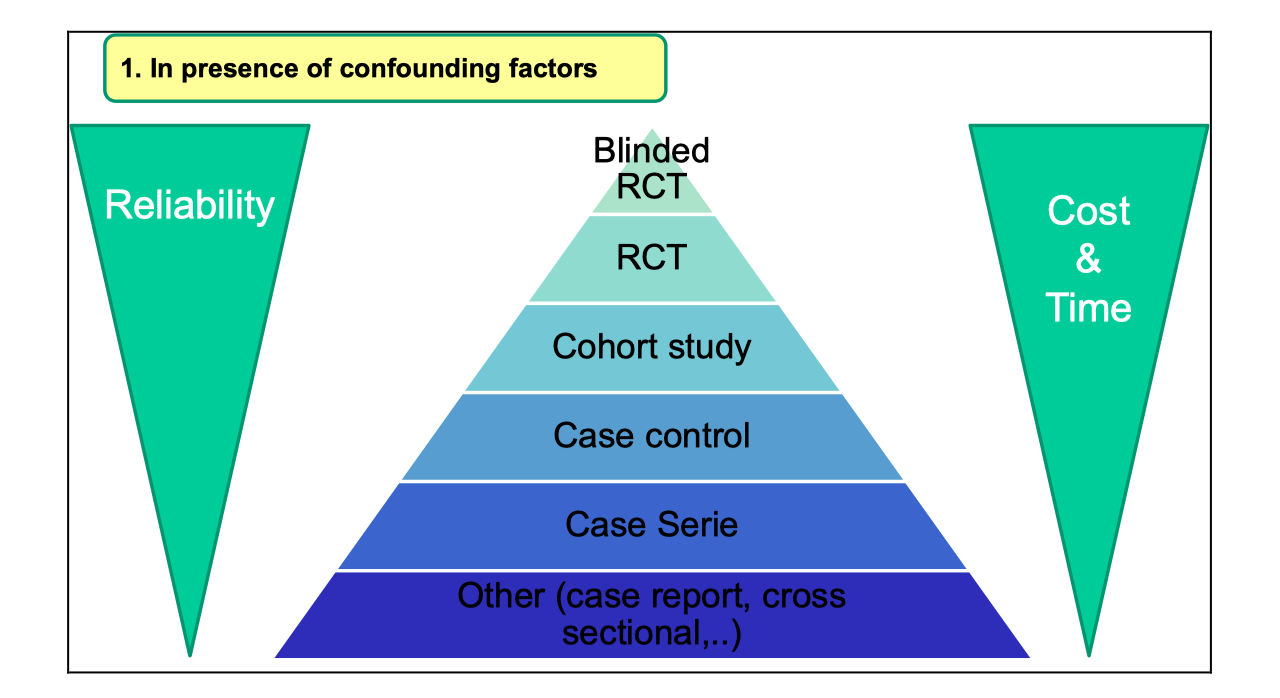 1. In presence of confounding factors
Reliability
Blinded
RCT
RCT
Cohort study
Case control
Case Serie
Other (case report, cross
sectional,..)
Cost
&
Time